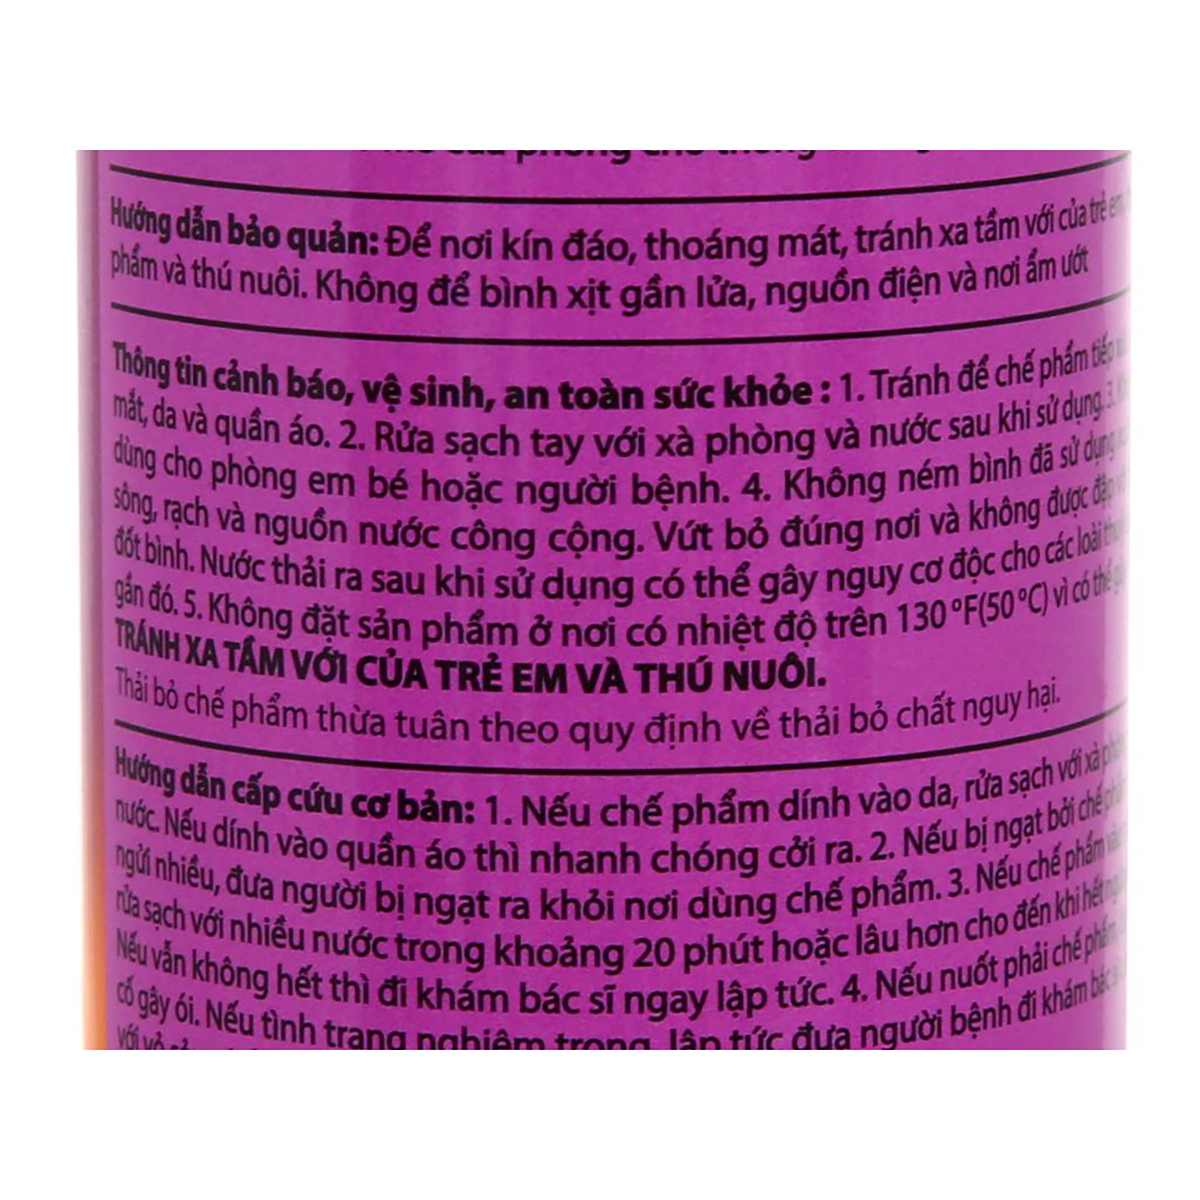 của phòng cho thông
Hướng dẫn bảo quản: Để nơi kín đáo, thoáng mát, tránh xa tầm với của trẻ em,
phẩm và thú nuôi. Không để bình xịt gần lửa, nguồn điện và nơi ẩm ướt
Thông tin cảnh báo, vệ sinh, an toàn sức khỏe : 1. Tránh để chế phẩm tiếp
mắt, da và quần áo. 2. Rửa sạch tay với xà phòng và nước sau khi sử dụng. 3.
dùng cho phòng em bé hoặc người bệnh. 4. Không ném bình đã sử dụng
sông, rạch và nguồn nước công cộng. Vứt bỏ đúng nơi và không được đập
đốt bình. Nước thải ra sau khi sử dụng có thể gây nguy cơ độc cho các loài
gần đó. 5. Không đặt sản phẩm ở nơi có nhiệt độ trên 130 °F(50 °C) vì có thể
TRÁNH XA TẦM VỚI CỦA TRẺ EM VÀ THÚ NUÔI.
Thải bỏ chế phẩm thừa tuân theo quy định về thải bỏ chất nguy hại.
Hướng dẫn cấp cứu cơ bản: 1. Nếu chế phẩm dính vào da, rửa sạch với xà phòng
nước. Nếu dính vào quần áo thì nhanh chóng cởi ra. 2. Nếu bị ngạt bởi chế phẩm
ngửi nhiều, đưa người bị ngạt ra khỏi nơi dùng chế phẩm. 3. Nếu chế phẩm
rửa sạch với nhiều nước trong khoảng 20 phút hoặc lâu hơn cho đến khi hết
Nếu vẫn không hết thì đi khám bác sĩ ngay lập tức. 4. Nếu nuốt phải chế phẩm,
cố gây ói. Nếu tình trạng nghiêm trọng, lập tức đưa người bệnh đi khám bác sĩ
với vỏ